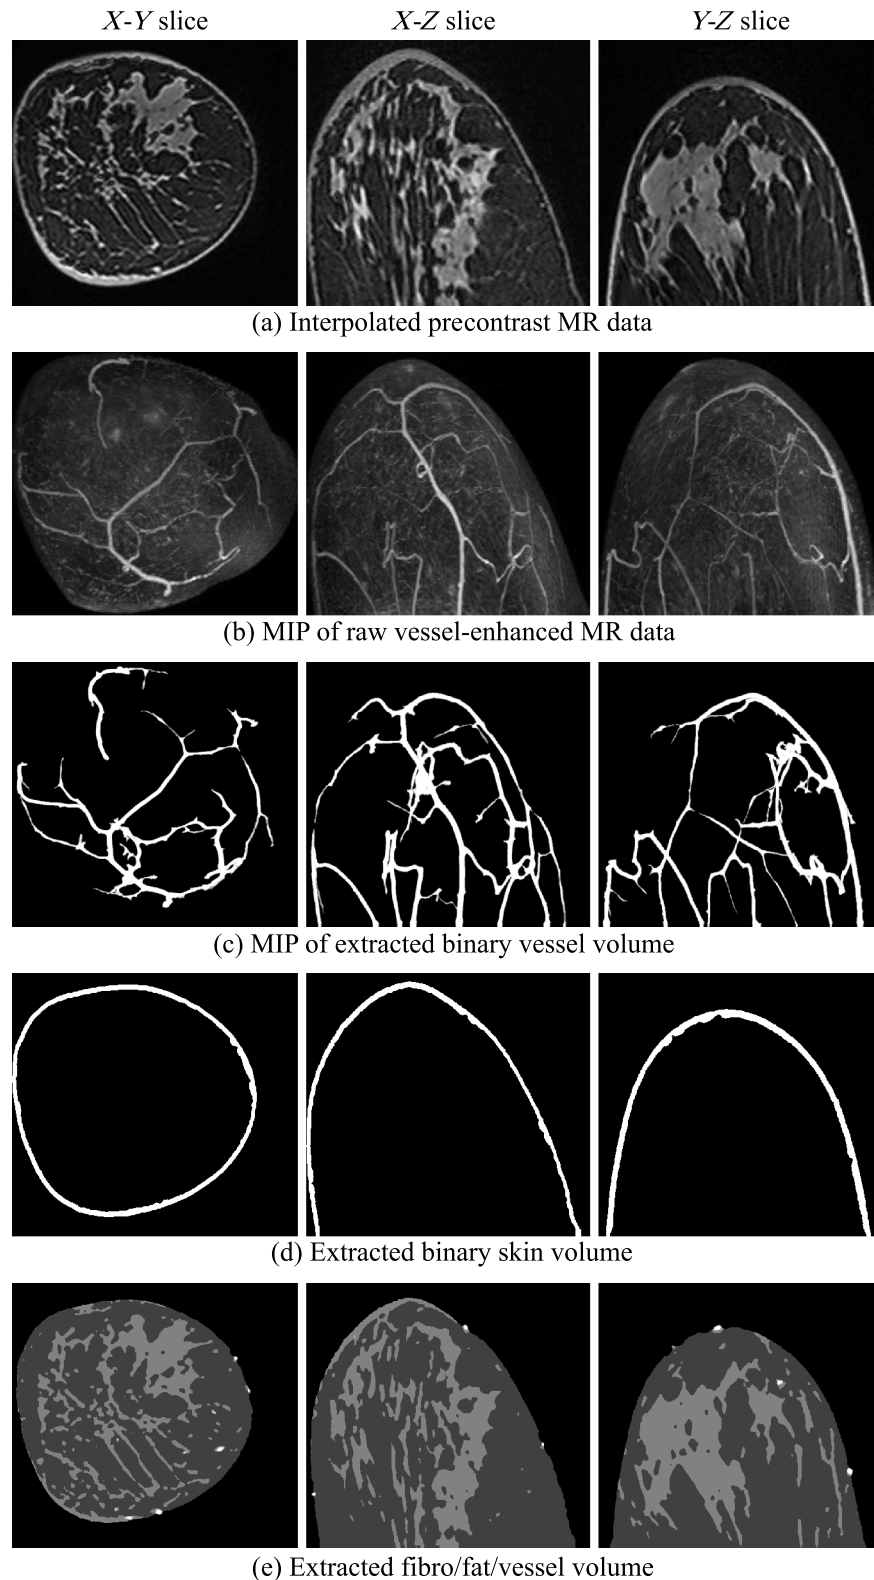 X-Y slice X-Z slice Y-Z slice
(a) Interpolated precontrast MR data
(b) MIP of raw vessel-enhanced MR data
(c) MIP of extracted binary vessel volume
(d) Extracted binary skin volume
(e) Extracted fibro/fat/vessel volume